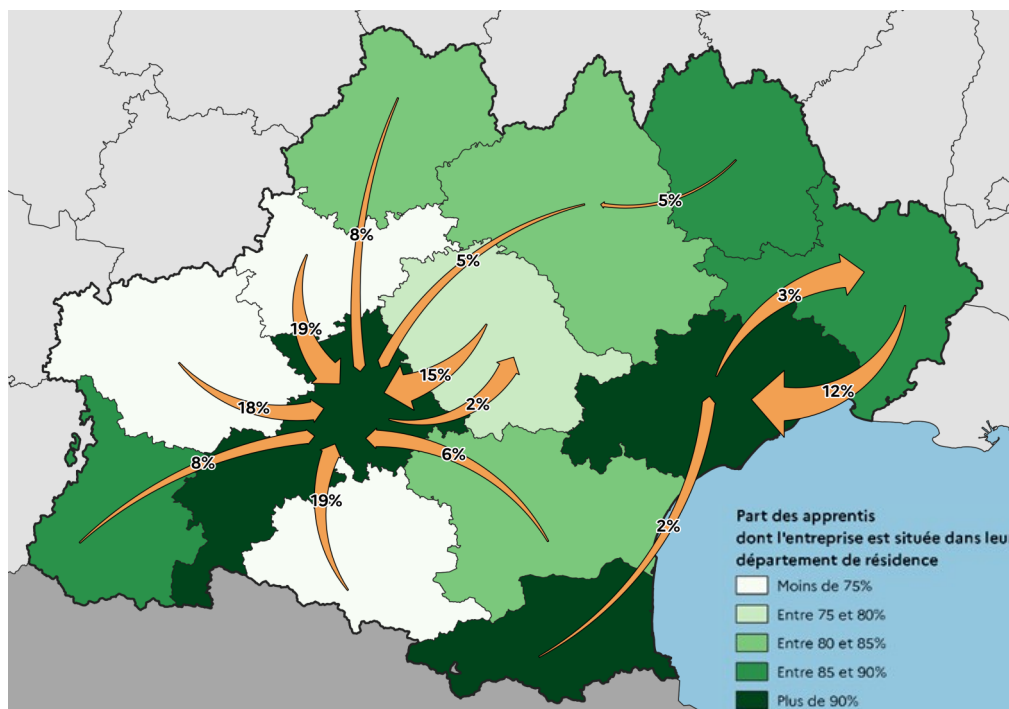 5%
8%
5%
3%
19%
15%
12%
18%
2%
6%
8%
19%
2%
Part des apprentis
dont l'entreprise est située dans leu
département de résidence
Moins de 75%
Entre 75 et 80%
Entre 80 et 85%
Entre 85 et 90%
Plus de 90%